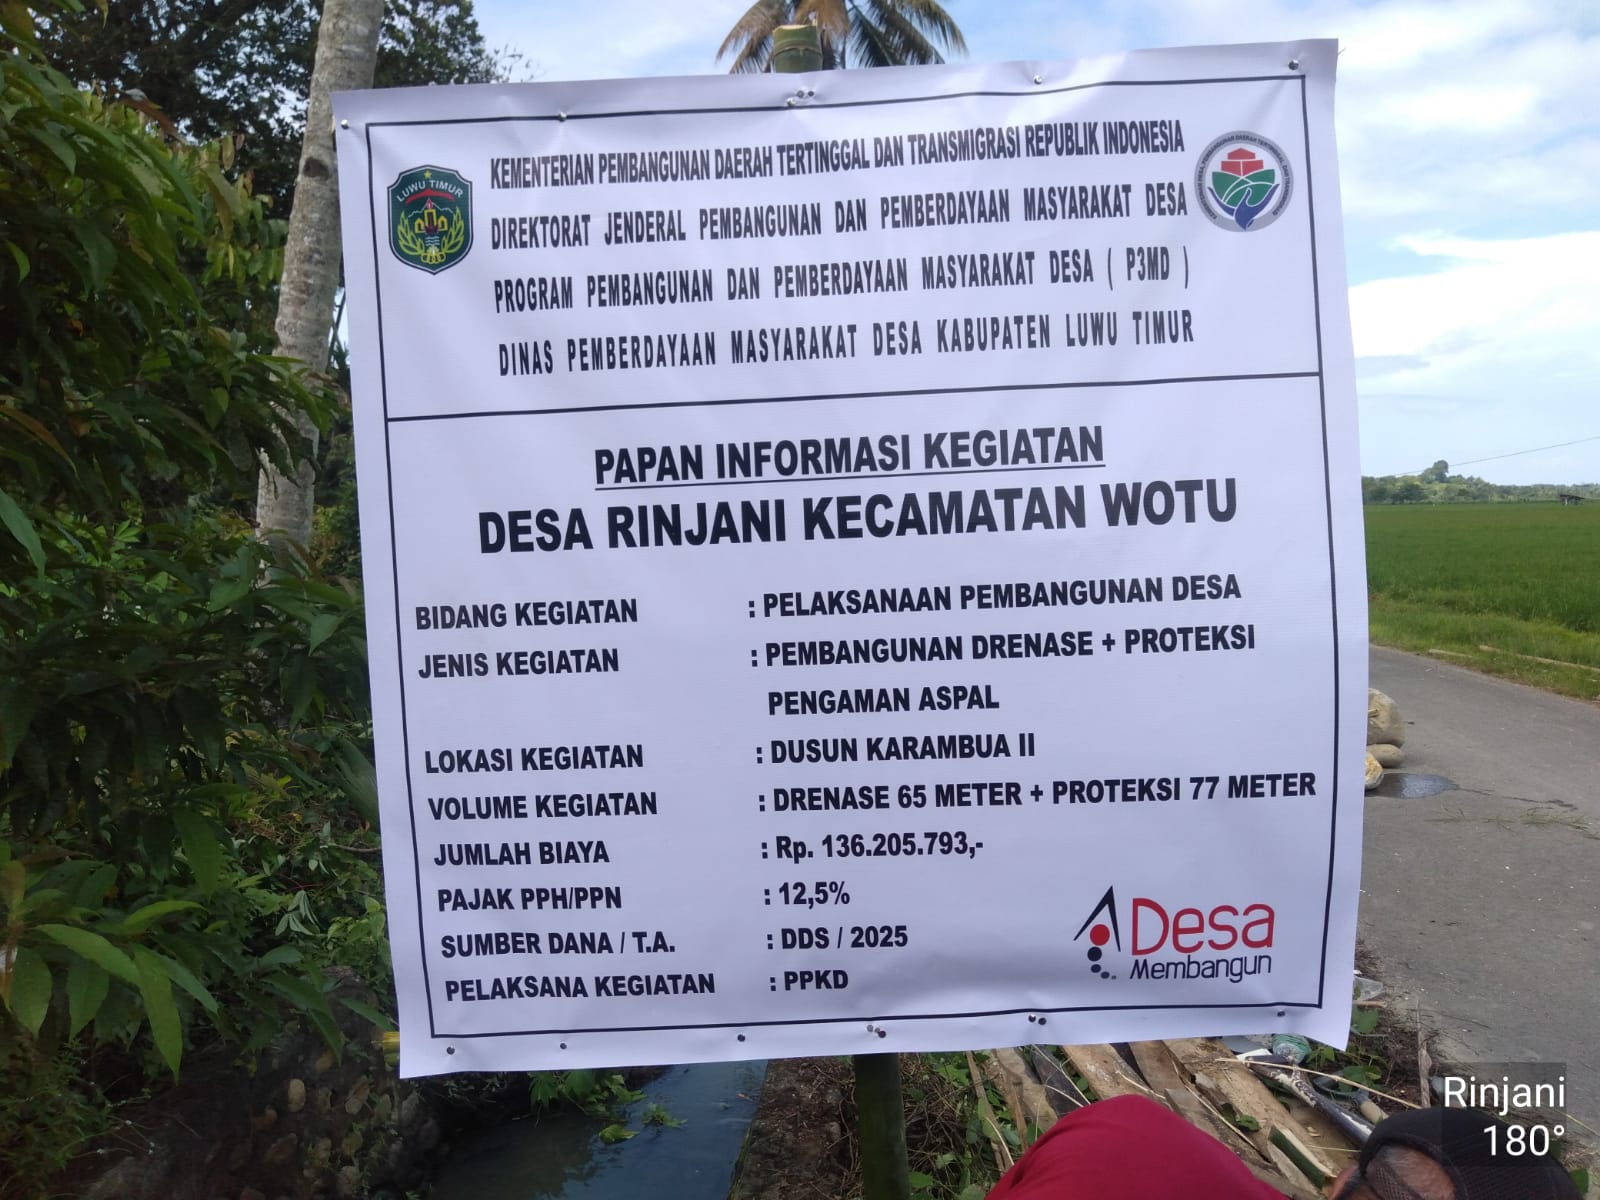 KEMENTERIAN PEMBANGUNAN DAERAH TERTINGGAL DAN TRANSMIGRASI REPUBLIK INDONESIA
DIREKTORAT JENDERAL PEMBANGUNAN DAN PEMBERDAYAAN MASYARAKAT DESA
PROGRAM PEMBANGUNAN DAN PEMBERDAYAAN MASYARAKAT DESA ( P3MD )
DINAS PEMBERDAYAAN MASYARAKAT DESA KABUPATEN LUWU TIMUR
LUWU TIMUR
PAPAN INFORMASI KEGIATAN
DESA RINJANI KECAMATAN WOTU
BIDANG KEGIATAN : PELAKSANAAN PEMBANGUNAN DESA
JENIS KEGIATAN : PEMBANGUNAN DRENASE + PROTEKSI
PENGAMAN ASPAL
LOKASI KEGIATAN : DUSUN KARAMBUA II
VOLUME KEGIATAN : DRENASE 65 METER + PROTEKSI 77 METER
JUMLAH BIAYA : Rp. 136.205.793,-
PAJAK PPH/PPN : 12,5%
SUMBER DANA / T.A. : DDS / 2025
PELAKSANA KEGIATAN : PPKD
Desa
Membangun
Rinjani
180°